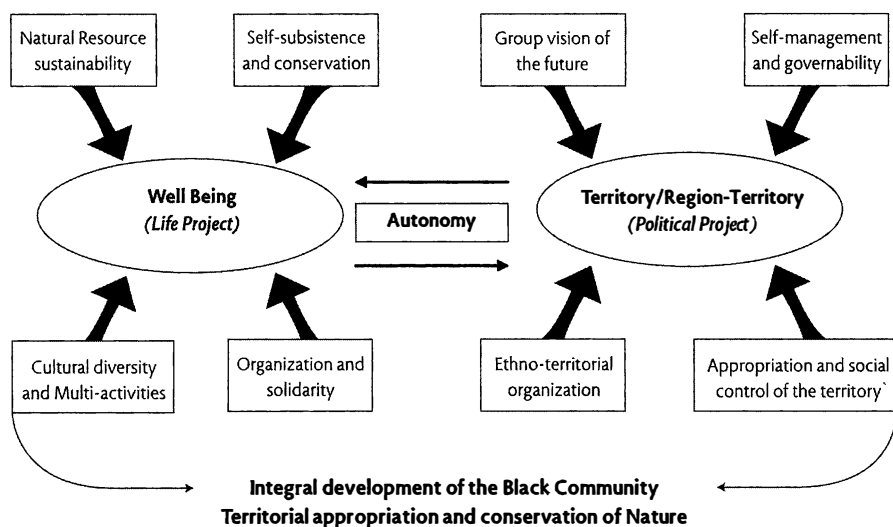 Natural Resource
sustainability
Self-subsistence
and conservation
Group vision of
the future
Self-management
and governability
Well Being
(Life Project)
Autonomy
Territory/Region-Territory
(Political Project)
Cultural diversity
and Multi-activities
Organization and
solidarity
Ethno-territorial
organization
Appropriation and social
control of the territory`
Integral development of the Black Community
Territorial appropriation and conservation of Nature